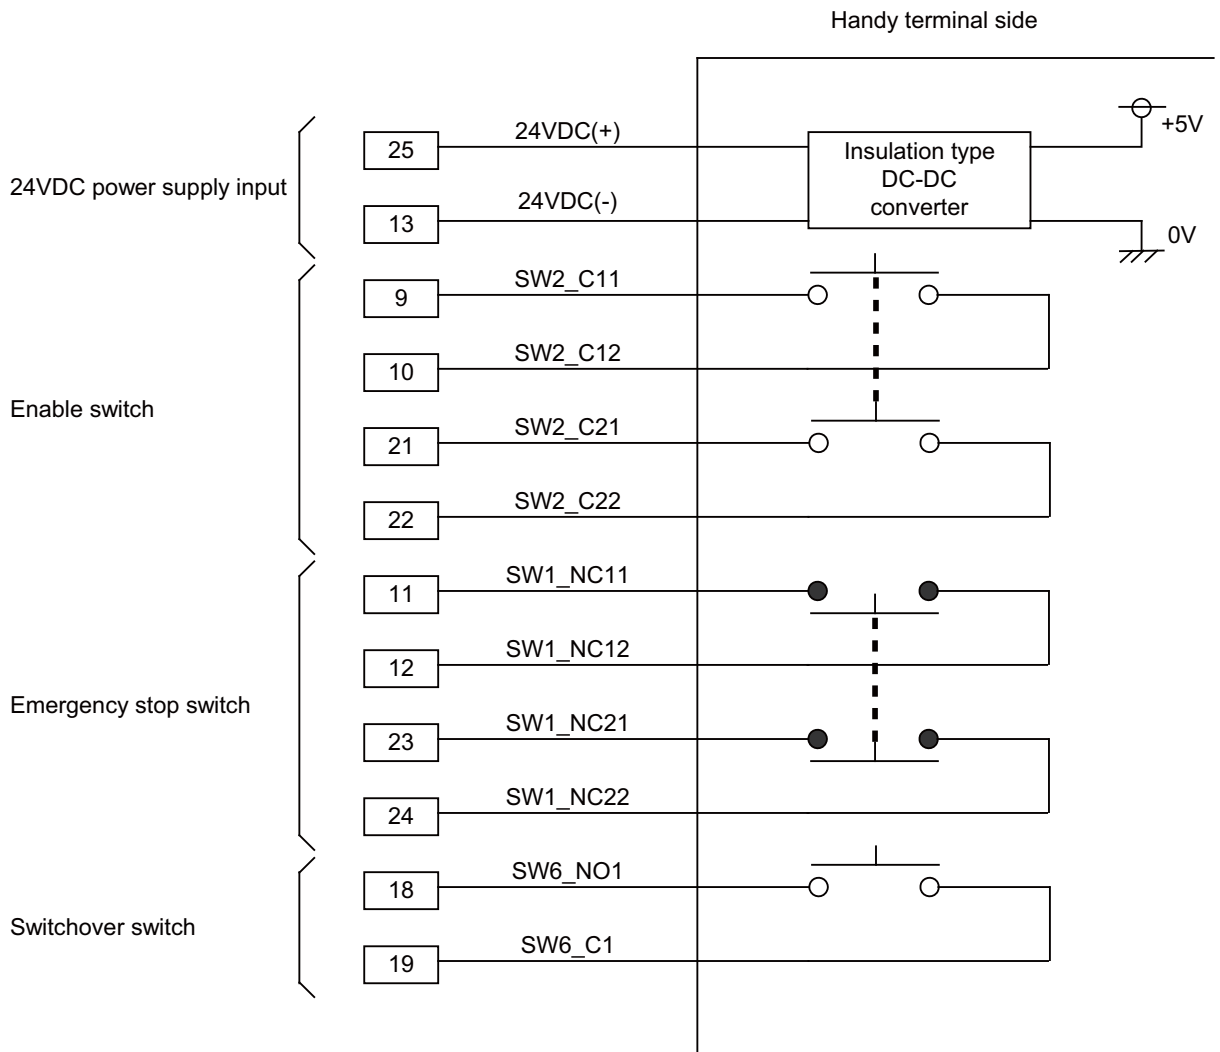 Handy terminal side
24VDC power supply input
25
24VDC(+)
Insulation type
DC-DC
converter
+5V
13
24VDC(-)
0V
Enable switch
9
SW2_C11
10
SW2_C12
21
SW2_C21
22
SW2_C22
Emergency stop switch
11
SW1_NC11
12
SW1_NC12
23
SW1_NC21
24
SW1_NC22
Switchover switch
18
SW6_NO1
19
SW6_C1